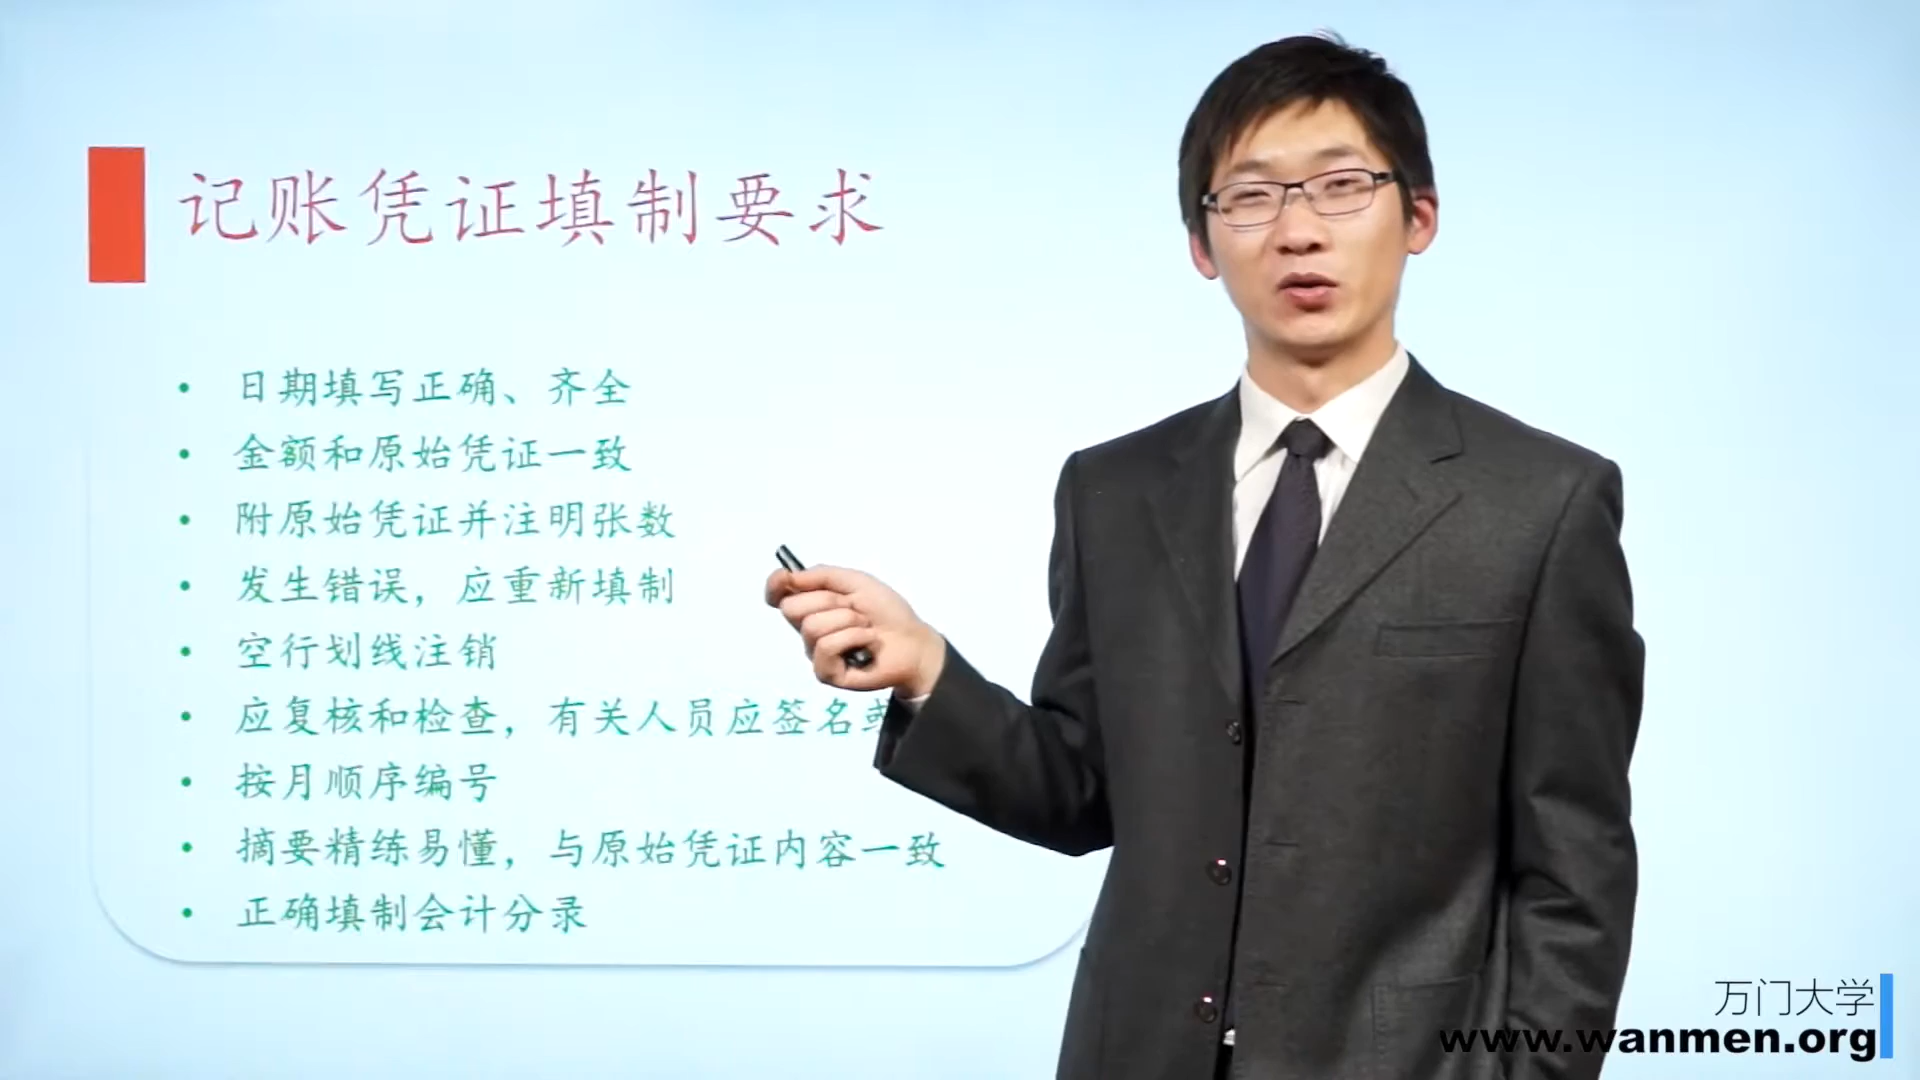 记账凭证填制要求
• 日期填写正确、齐全
• 金额和原始凭证一致
• 附原始凭证并注明张数
• 发生错误，应重新填制
• 空行划线注销
• 应复核和检查，有关人员应签名
• 按月顺序编号
• 摘要精练易懂，与原始凭证内容一致
• 正确填制会计分录
万门大学
www.wanmen.org